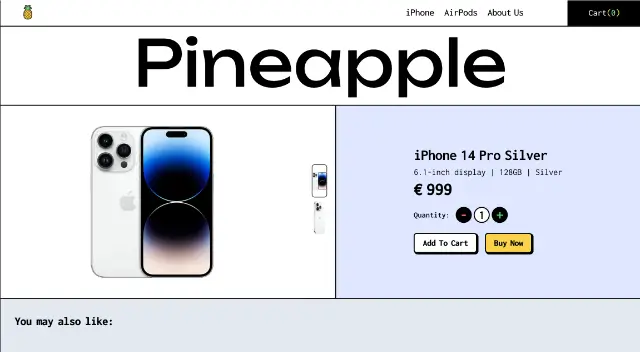 iPhone AirPods About Us Cart(0)
Pineapple
iPhone 14 Pro Silver
6.1-inch display | 128GB | Silver
€ 999
Quantity: - 1 +
Add To Cart Buy Now
You may also like: